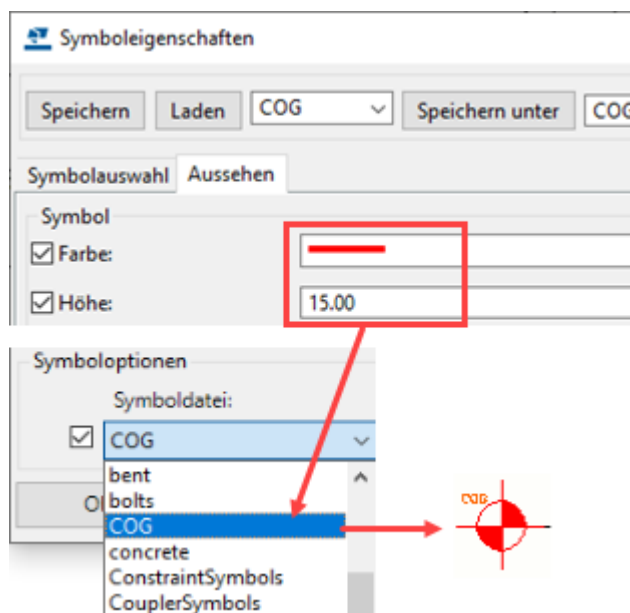 Symboleigenschaften
Speichern Laden COG Speichern unter COG
Symbolauswahl Aussehen
Symbol
Farbe:
Höhe: 15.00
Symboloptionen
Symboldatei:
COG
bent
bolts
COG COG
concrete
ConstraintSymbols
CouplerSymbols